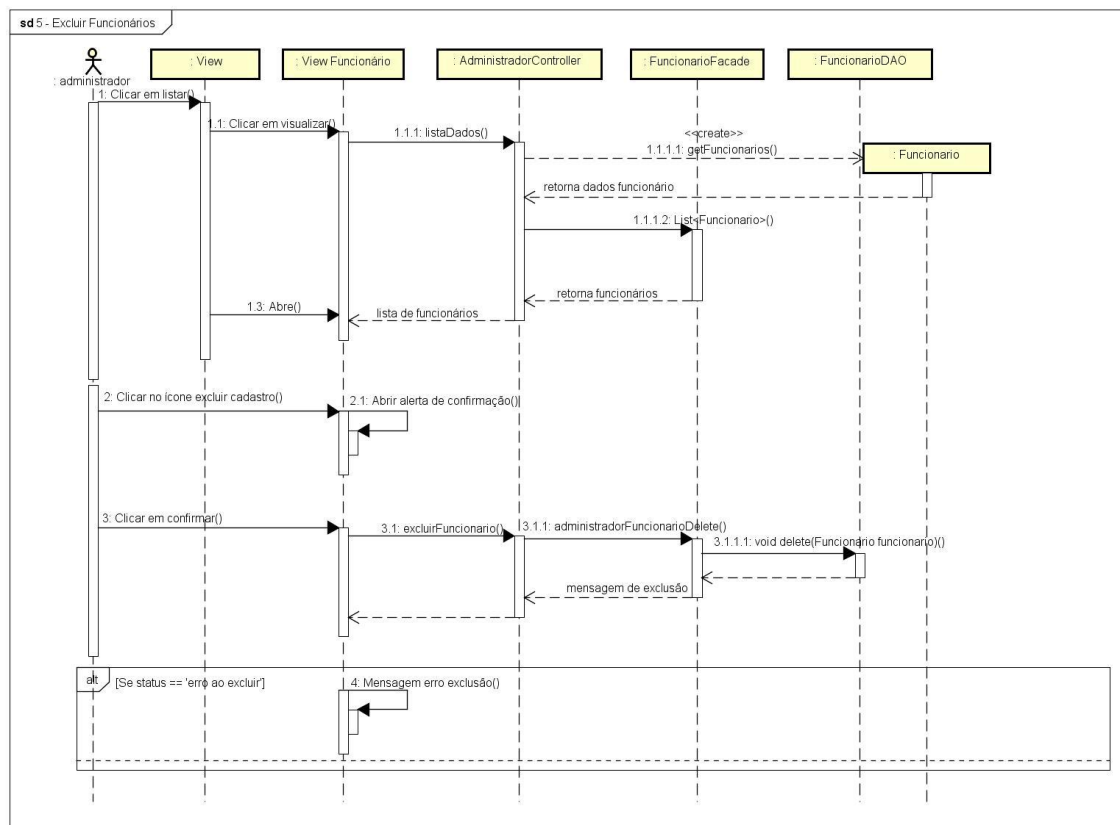 sd 5 - Excluir Funcionários
: View
: View Funcionário
: AdministradorController
: FuncionarioFacade
: FuncionarioDAO
: administrador
1: Clicar em listar()
1.1: Clicar em visualizar()
1.1.1: listaDados()
<<create>>
1.1.1.1: getFuncionarios()
: Funcionario
retorna dados funcionário
1.1.1.2: List<Funcionario>()
retorna funcionários
1.3: Abre()
lista de funcionários
2: Clicar no ícone excluir cadastro()
2.1: Abrir alerta de confirmação()
3: Clicar em confirmar()
3.1: excluirFuncionario()
3.1.1: administradorFuncionarioDelete()
3.1.1.1: void delete(Funcionário funcionario)()
mensagem de exclusão
alt
[Se status == 'erro ao excluir']
4: Mensagem erro exclusão()